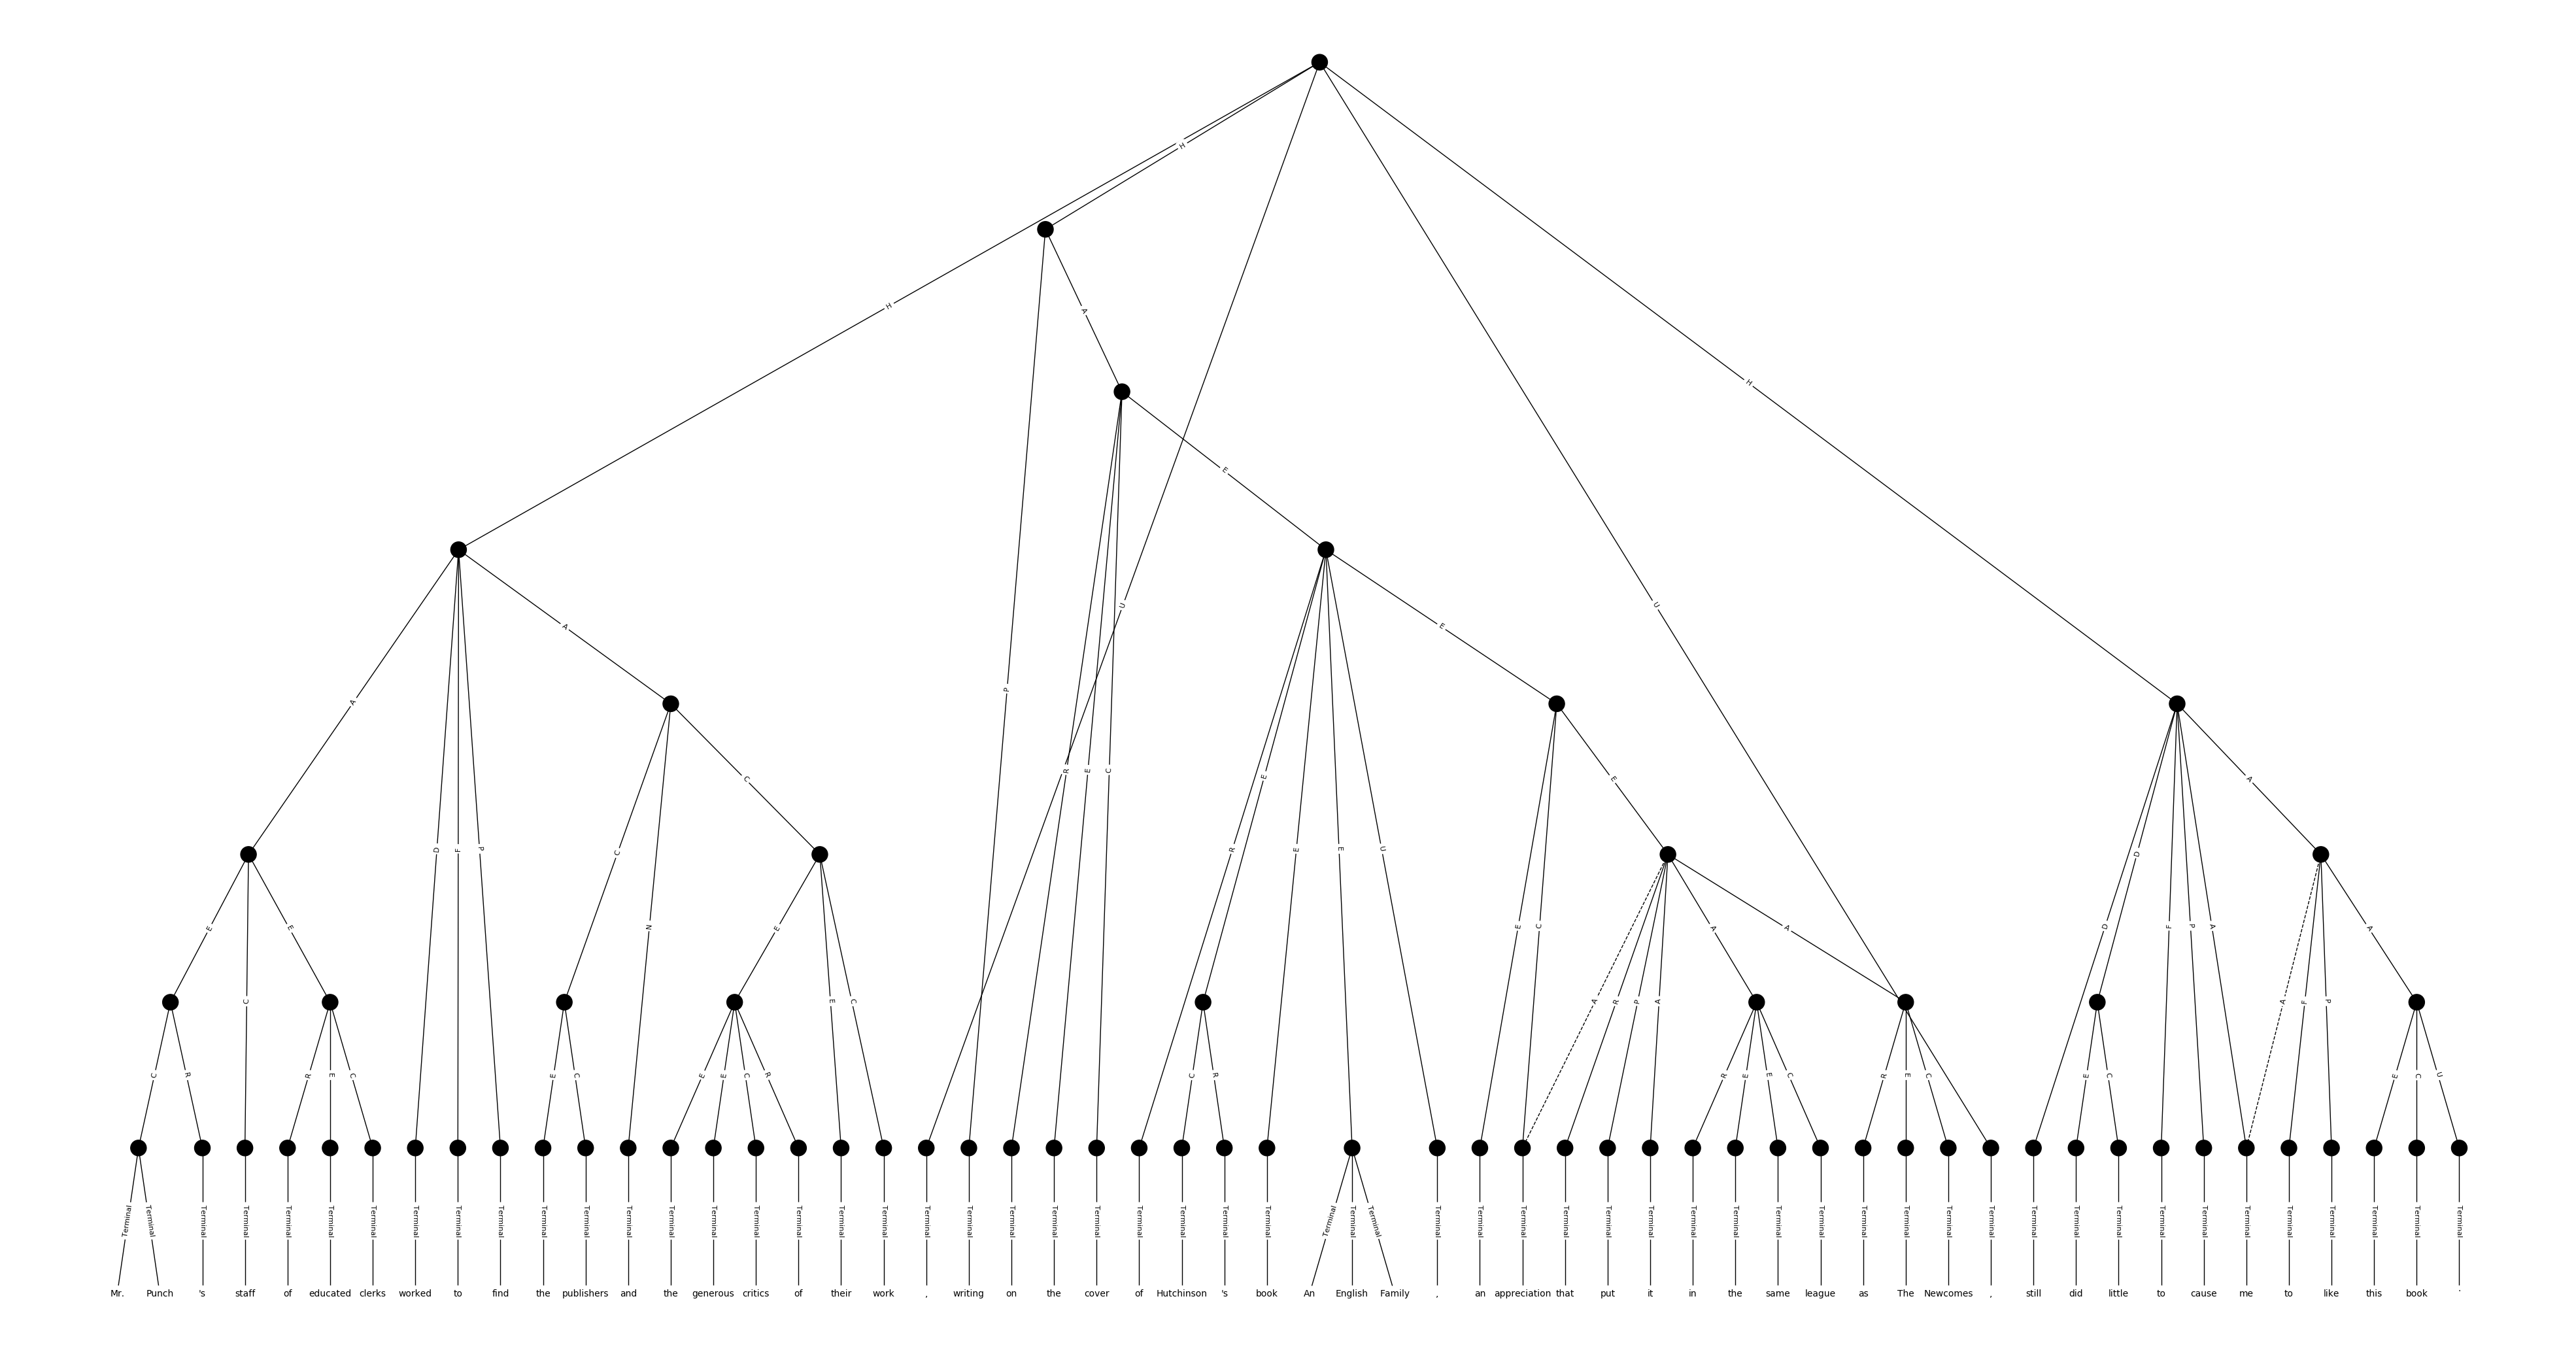 H
H
A
H
E
U
U
A
E
A
P
R
E
C
C
A
D
F
P
C
R
E
E
E
U
E
D
D
F
P
A
E
C
E
N
E
E
C
A
A
A
C
E
C
A
R
P
A
A
F
P
C
R
R
E
C
E
C
E
E
C
R
C
R
R
E
E
C
R
E
C
E
C
E
C
U
Terminal Terminal Terminal Terminal Terminal Terminal Terminal Terminal Terminal Terminal Terminal Terminal Terminal Terminal Terminal Terminal Terminal Terminal Terminal Terminal Terminal Terminal Terminal Terminal Terminal Terminal Terminal Terminal Terminal Terminal Terminal Terminal Terminal Terminal Terminal Terminal Terminal Terminal Terminal Terminal Terminal Terminal Terminal Terminal Terminal Terminal Terminal Terminal Terminal Terminal Terminal Terminal Terminal Terminal Terminal Terminal
Mr. Punch 's staff of educated clerks worked to find the publishers and the generous critics of their work , writing on the cover of Hutchinson 's book An English Family , an appreciation that put it in the same league as The Newcomes , still did little to cause me to like this book .